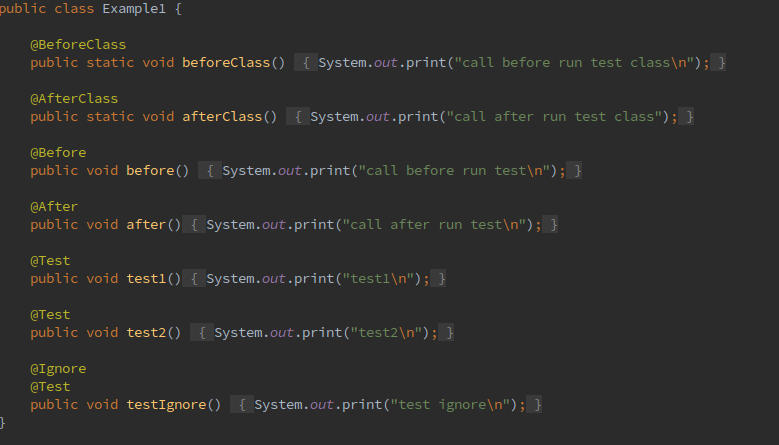 public class Example1 {
@BeforeClass
public static void beforeClass() { System.out.print("call before run test class\n"); }
@AfterClass
public static void afterClass() { System.out.print("call after run test class"); }
@Before
public void before() { System.out.print("call before run test\n"); }
@After
public void after() { System.out.print("call after run test\n"); }
@Test
public void test1() { System.out.print("test1\n"); }
@Test
public void test2() { System.out.print("test2\n"); }
@Ignore
@Test
public void testIgnore() { System.out.print("test ignore\n"); }
}